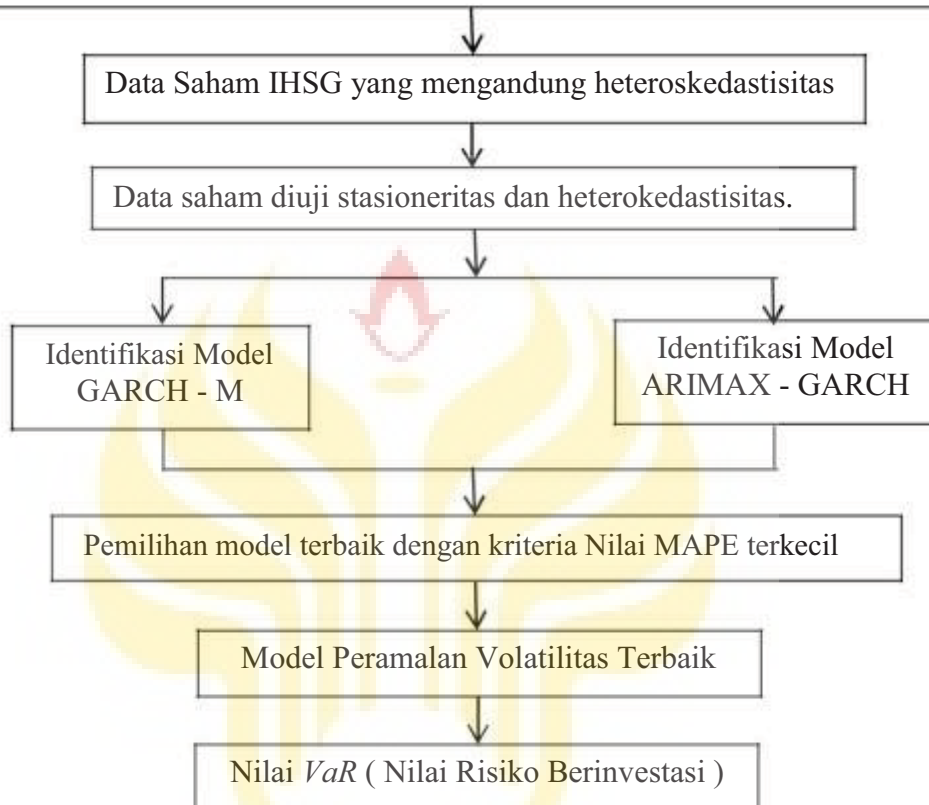 Data Saham IHSG yang mengandung heteroskedastisitas
Data saham diuji stasioneritas dan heterokedastisitas.
Identifikasi Model
GARCH - M
Identifikasi Model
ARIMAX - GARCH
Pemilihan model terbaik dengan kriteria Nilai MAPE terkecil
Model Peramalan Volatilitas Terbaik
Nilai VaR ( Nilai Risiko Berinvestasi )